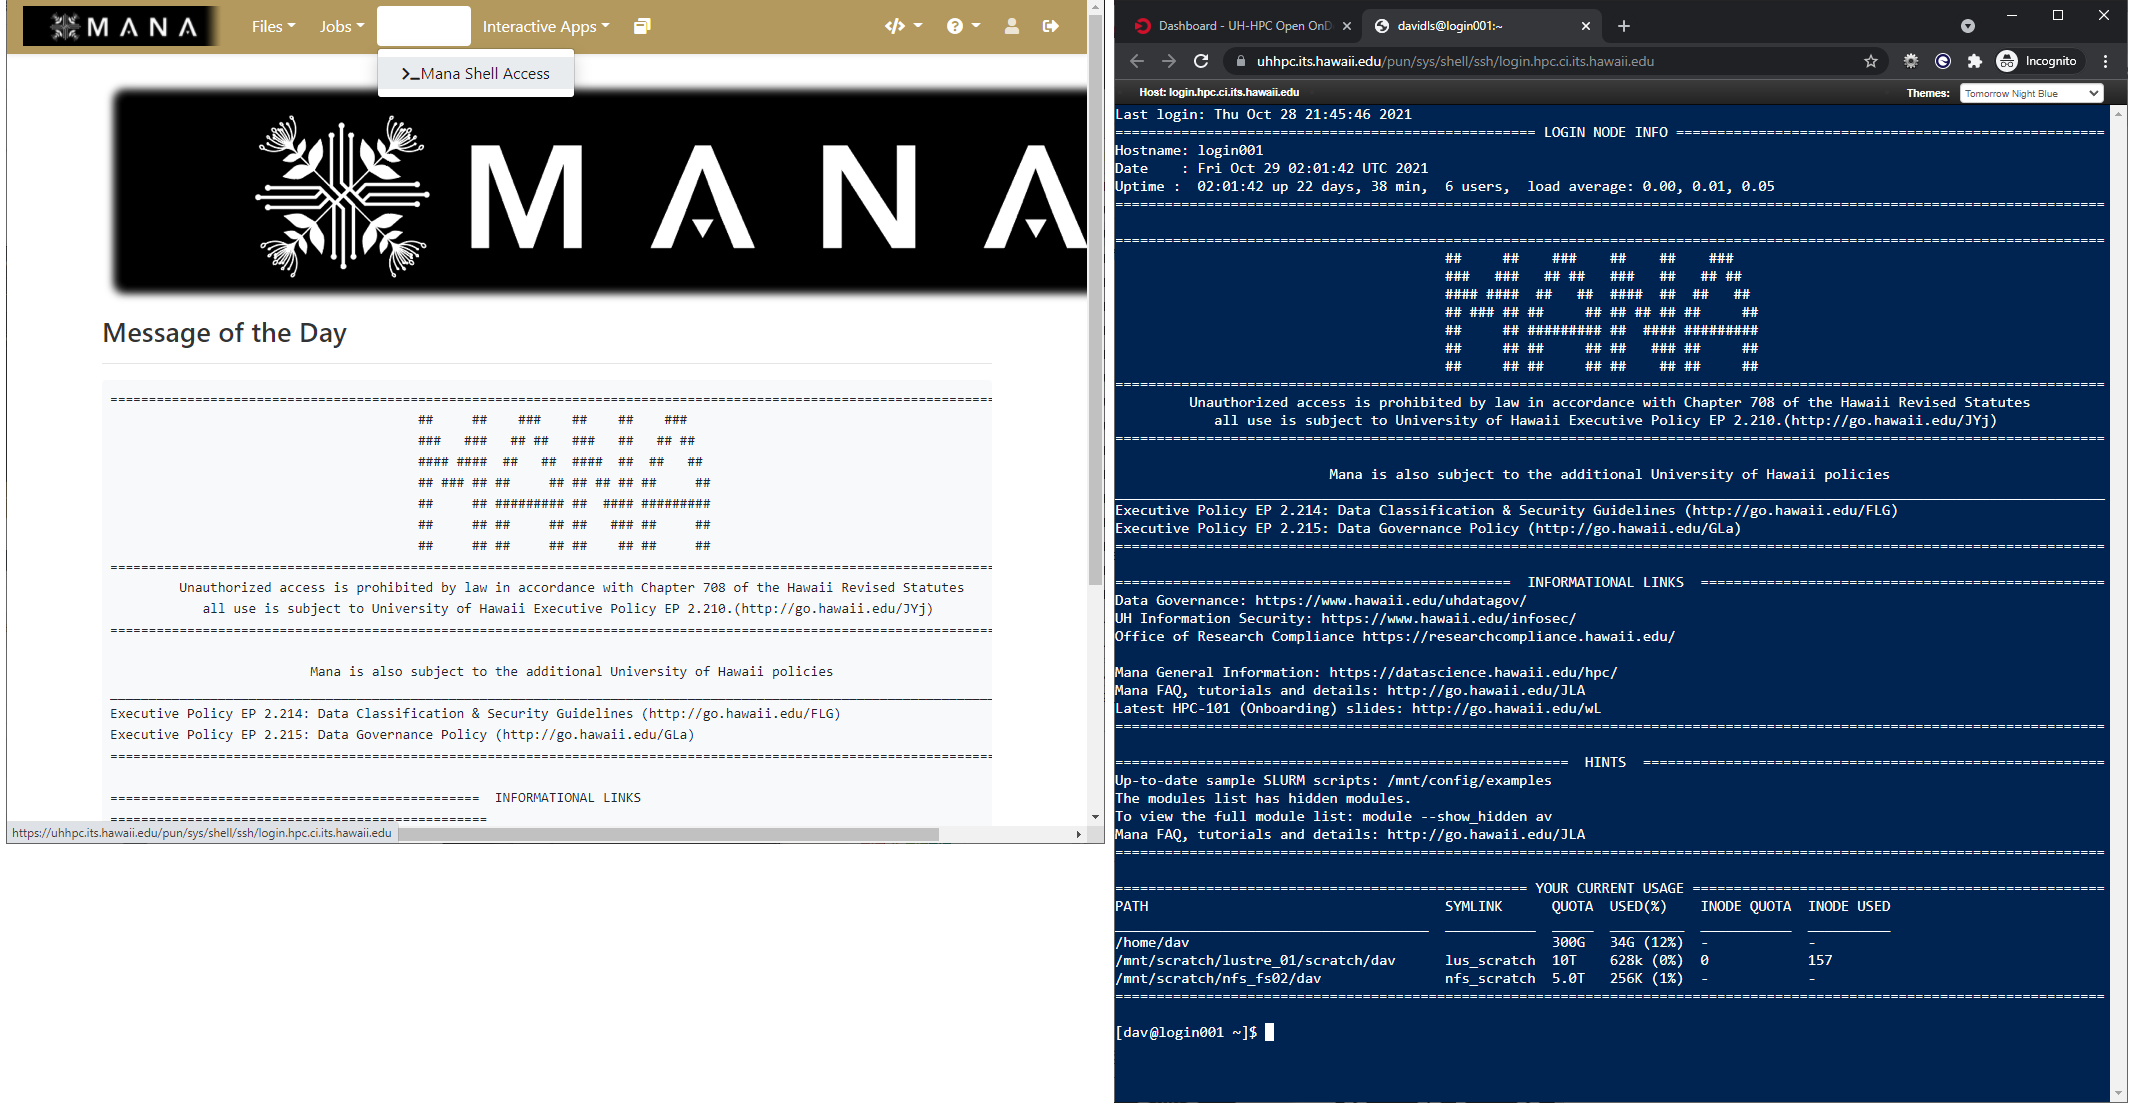 MANA
Files Jobs Interactive Apps
>_Mana Shell Access
MANA
Message of the Day
================================================================
##     ##    ###    ##    ##    ###
###   ###   ## ##   ###   ##   ## ##
#### ####  ##   ##  ####  ##  ##   ##
## ### ## ##     ## ## ## ## ##     ##
##     ## ######### ##  #### #########
##     ## ##     ## ##   ### ##     ##
##     ## ##     ## ##    ## ##     ##
================================================================
Unauthorized access is prohibited by law in accordance with Chapter 708 of the Hawaii Revised Statutes
all use is subject to University of Hawaii Executive Policy EP 2.210.(http://go.hawaii.edu/JYj)
================================================================
Mana is also subject to the additional University of Hawaii policies
________________________________________________________________
Executive Policy EP 2.214: Data Classification & Security Guidelines (http://go.hawaii.edu/FLG)
Executive Policy EP 2.215: Data Governance Policy (http://go.hawaii.edu/GLa)
================================================================
================================================ INFORMATIONAL LINKS
=================================================
https://uhhpc.its.hawaii.edu/pun/sys/shell/ssh/login.hpc.ci.its.hawaii.edu
Dashboard - UH-HPC Open OnD
davidls@login001:~
uhhpc.its.hawaii.edu/pun/sys/shell/ssh/login.hpc.ci.its.hawaii.edu
Incognito
Host: login.hpc.ci.its.hawaii.edu
Themes: Tomorrow Night Blue
Last login: Thu Oct 28 21:45:46 2021
=================================================== LOGIN NODE INFO ====================================================
Hostname: login001
Date    : Fri Oct 29 02:01:42 UTC 2021
Uptime :  02:01:42 up 22 days, 38 min,  6 users,  load average: 0.00, 0.01, 0.05
================================================================
================================================================
##     ##    ###    ##    ##    ###
###   ###   ## ##   ###   ##   ## ##
#### ####  ##   ##  ####  ##  ##   ##
## ### ## ##     ## ## ## ## ##     ##
##     ## ######### ##  #### #########
##     ## ##     ## ##   ### ##     ##
##     ## ##     ## ##    ## ##     ##
================================================================
Unauthorized access is prohibited by law in accordance with Chapter 708 of the Hawaii Revised Statutes
all use is subject to University of Hawaii Executive Policy EP 2.210.(http://go.hawaii.edu/JYj)
================================================================
Mana is also subject to the additional University of Hawaii policies
________________________________________________________________
Executive Policy EP 2.214: Data Classification & Security Guidelines (http://go.hawaii.edu/FLG)
Executive Policy EP 2.215: Data Governance Policy (http://go.hawaii.edu/GLa)
================================================================
================================================  INFORMATIONAL LINKS  =================================================
Data Governance: https://www.hawaii.edu/uhdatagov/
UH Information Security: https://www.hawaii.edu/infosec/
Office of Research Compliance https://researchcompliance.hawaii.edu/
Mana General Information: https://datascience.hawaii.edu/hpc/
Mana FAQ, tutorials and details: http://go.hawaii.edu/JLA
Latest HPC-101 (Onboarding) slides: http://go.hawaii.edu/wL
================================================================
=======================================================  HINTS  ========================================================
Up-to-date sample SLURM scripts: /mnt/config/examples
The modules list has hidden modules.
To view the full module list: module --show_hidden av
Mana FAQ, tutorials and details: http://go.hawaii.edu/JLA
================================================================
================================================== YOUR CURRENT USAGE ==================================================
PATH SYMLINK QUOTA USED(%) INODE QUOTA INODE USED
______________________________________ ___________ _____ _________ ___________ __________
/home/dav 300G 34G (12%) - -
/mnt/scratch/lustre_01/scratch/dav lus_scratch 10T 628k (0%) 0 157
/mnt/scratch/nfs_fs02/dav nfs_scratch 5.0T 256K (1%) - -
================================================================
[dav@login001 ~]$